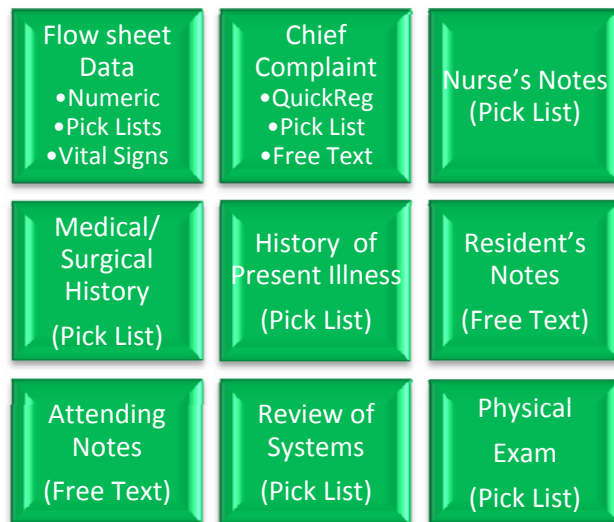 Flow sheet
Data
•Numeric
•Pick Lists
•Vital Signs
Chief
Complaint
•QuickReg
•Pick List
•Free Text
Nurse’s Notes
(Pick List)
Medical/
Surgical
History
(Pick List)
History of
Present Illness
(Pick List)
Resident’s
Notes
(Free Text)
Attending
Notes
(Free Text)
Review of
Systems
(Pick List)
Physical
Exam
(Pick List)